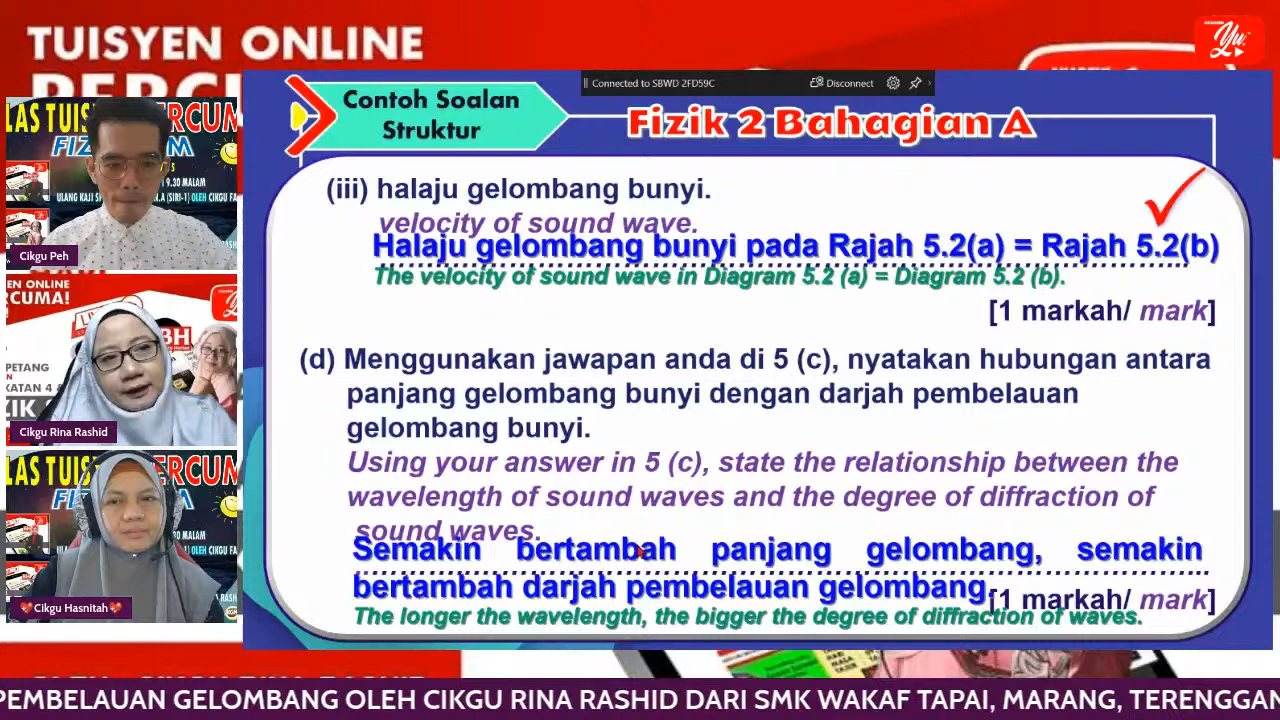 TUISYEN ONLINE
Connected to SBWD 2FD59C
Disconnect
Contoh Soalan
Struktur
Fizik 2 Bahagian A
(iii) halaju gelombang bunyi.
velocity of sound wave.
Halaju gelombang bunyi pada Rajah 5.2(a) = Rajah 5.2(b)
The velocity of sound wave in Diagram 5.2 (a) = Diagram 5.2 (b).
[1 markah/ mark]
(d) Menggunakan jawapan anda di 5 (c), nyatakan hubungan antara
panjang gelombang bunyi dengan darjah pembelauan
gelombang bunyi.
Using your answer in 5 (c), state the relationship between the
wavelength of sound waves and the degree of diffraction of
sound waves.
Semakin bertambah panjang gelombang, semakin
bertambah darjah pembelauan gelombang.
[1 markah/ mark]
The longer the wavelength, the bigger the degree of diffraction of waves.
Cikgu Peh
Cikgu Rina Rashid
Cikgu Hasnitah
PEMBELAUAN GELOMBANG OLEH CIKGU RINA RASHID DARI SMK WAKAF TAPAI, MARANG, TERENGGAN